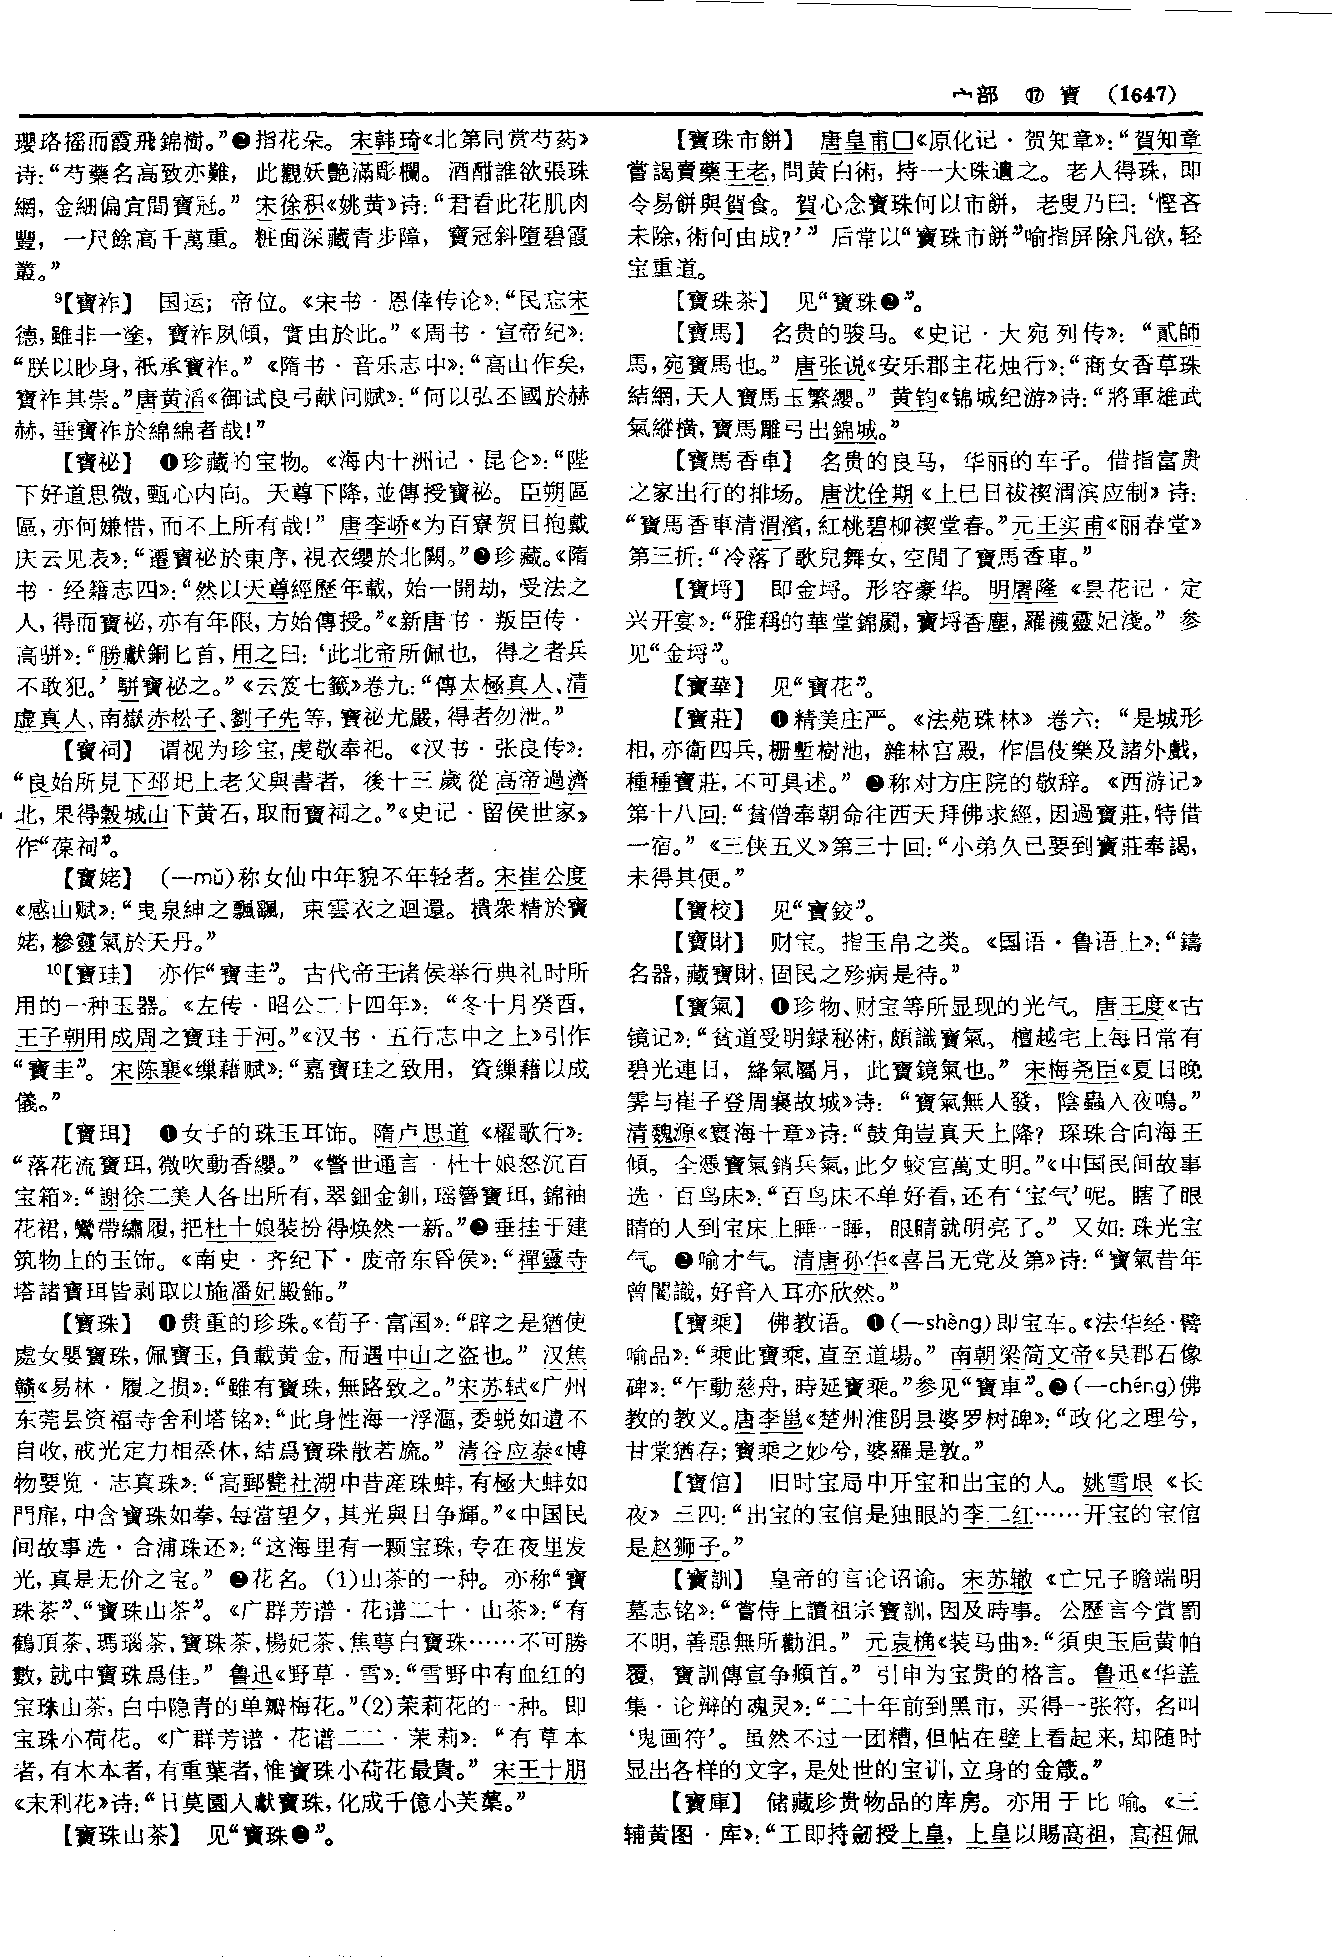 宀部 ⑰ 寶 (1647)
瓔珞摇而霞飛錦樹。”❷指花朵。宋韩琦《北第同赏芍药》
诗：“芍藥名高致亦難，此觀妖艷滿彫欄。酒酣誰欲張珠
網，金細偏宜間寶冠。”宋徐积《姚黄》诗：“君看此花肌肉
豐，一尺餘高千萬重。粧面深藏青步障，寶冠斜墮碧霞
叢。”
⁹【寶祚】 国运；帝位。《宋书·恩倖传论》：“民忘宋
德，雖非一塗，寶祚夙傾，實由於此。”《周书·宣帝纪》：
“朕以眇身，祗承寶祚。”《隋书·音乐志中》：“高山作矣，
寶祚其崇。”唐黄滔《御试良弓献问赋》：“何以弘丕國於赫
赫，垂寶祚於綿綿者哉！”
【寶祕】 ❶珍藏的宝物。《海内十洲记·昆仑》：“陛
下好道思微，甄心内向。天尊下降，並傳授寶祕。臣朔區
區，亦何嫌惜，而不上所有哉！”唐李峤《为百寮贺日抱戴
庆云见表》：“遷寶祕於東序，視衣纓於北闕。”❷珍藏。《隋
书·经籍志四》：“然以天尊經歷年載，始一開劫，受法之
人，得而寶祕，亦有年限，方始傳授。”《新唐书·叛臣传·
高骈》：“勝獻銅匕首，用之曰：‘此北帝所佩也，得之者兵
不敢犯。’駢寶祕之。”《云笈七籤》卷九：“傳太極真人、清
虚真人、南嶽赤松子、劉子先等，寶祕尤嚴，得者勿泄。”
【寶祠】 谓视为珍宝，虔敬奉祀。《汉书·张良传》：
“良始所見下邳圯上老父與書者，後十三歲從高帝過濟
北，果得穀城山下黄石，取而寶祠之。”《史记·留侯世家》
作“葆祠”。
【寶姥】 (一mǔ)称女仙中年貌不年轻者。宋崔公度
《感山赋》：“曳泉紳之飄颻，束雲衣之迴還。積衆精於寶
姥，糝靈氣於天丹。”
¹⁰【寶珪】 亦作“寶圭”。古代帝王诸侯举行典礼时所
用的一种玉器。《左传·昭公二十四年》：“冬十月癸酉，
王子朝用成周之寶珪于河。”《汉书·五行志中之上》引作
“寶圭”。宋陈襄《缫藉赋》：“嘉寶珪之致用，資繅藉以成
儀。”
【寶珥】 ❶女子的珠玉耳饰。隋卢思道《櫂歌行》：
“落花流寶珥，微吹動香纓。”《警世通言·杜十娘怒沉百
宝箱》：“謝徐二美人各出所有，翠鈿金釧，瑶簪寶珥，錦袖
花裙，鸞帶繡履，把杜十娘装扮得焕然一新。”❷垂挂于建
筑物上的玉饰。《南史·齐纪下·废帝东昏侯》：“禪靈寺
塔諸寶珥皆剥取以施潘妃殿飾。”
【寶珠】 ❶贵重的珍珠。《荀子·富国》：“辟之是猶使
處女嬰寶珠，佩寶玉，負載黄金，而遇中山之盗也。”汉焦
赣《易林·履之损》：“雖有寶珠，無路致之。”宋苏轼《广州
东莞县资福寺舍利塔铭》：“此身性海一浮漚，委蜕如遺不
自收，戒光定力相烝休，結爲寶珠散若旒。”清谷应泰《博
物要览·志真珠》：“高郵甓社湖中昔産珠蚌，有極大蚌如
門扉，中含寶珠如拳，每當望夕，其光與日争輝。”《中国民
间故事选·合浦珠还》：“这海里有一颗宝珠，专在夜里发
光，真是无价之宝。”❷花名。(1)山茶的一种。亦称“寶
珠茶”、“寶珠山茶”。《广群芳谱·花谱二十·山茶》：“有
鶴頂茶、瑪瑙茶、寶珠茶、楊妃茶、焦萼白寶珠……不可勝
數，就中寶珠爲佳。”鲁迅《野草·雪》：“雪野中有血红的
宝珠山茶，白中隐青的单瓣梅花。”(2)茉莉花的一种。即
宝珠小荷花。《广群芳谱·花谱二二·茉莉》：“有草本
者，有木本者，有重葉者，惟寶珠小荷花最貴。”宋王十朋
《末利花》诗：“日莫園人獻寶珠，化成千億小芙蕖。”
【寶珠山茶】 见“寶珠❷”。
【寶珠市餅】 唐皇甫□《原化记·贺知章》：“賀知章
嘗謁賣藥王老，問黄白術，持一大珠遺之。老人得珠，即
令易餅與賀食。賀心念寶珠何以市餅，老叟乃曰：‘慳吝
未除，術何由成？’”后常以“寶珠市餅”喻指屏除凡欲，轻
宝重道。
【寶珠茶】 见“寶珠❷”。
【寶馬】 名贵的骏马。《史记·大宛列传》：“貳師
馬，宛寶馬也。”唐张说《安乐郡主花烛行》：“商女香草珠
結網，天人寶馬玉繁纓。”黄钧《锦城纪游》诗：“將軍雄武
氣縱横，寶馬雕弓出錦城。”
【寶馬香車】 名贵的良马，华丽的车子。借指富贵
之家出行的排场。唐沈佺期《上巳日祓禊渭滨应制》诗：
“寶馬香車清渭濱，紅桃碧柳禊堂春。”元王实甫《丽春堂》
第三折：“冷落了歌兒舞女，空閒了寶馬香車。”
【寶埒】 即金埒。形容豪华。明屠隆《昙花记·定
兴开宴》：“雅稱的華堂錦罽，寶埒香塵，羅襪靈妃淺。”参
见“金埒”。
【寶華】 见“寶花”。
【寶莊】 ❶精美庄严。《法苑珠林》卷六：“是城形
相，亦衛四兵，栅塹樹池，雜林宫殿，作倡伎樂及諸外戲，
種種寶莊，不可具述。”❷称对方庄院的敬辞。《西游记》
第十八回：“貧僧奉朝命往西天拜佛求經，因過寶莊，特借
一宿。”《三侠五义》第三十回：“小弟久已要到寶莊奉謁，
未得其便。”
【寶校】 见“寶鉸”。
【寶財】 财宝。指玉帛之类。《国语·鲁语上》：“鑄
名器，藏寶財，固民之殄病是待。”
【寶氣】 ❶珍物、财宝等所显现的光气。唐王度《古
镜记》：“貧道受明録秘術，頗識寶氣。檀越宅上每日常有
碧光連日，絳氣屬月，此寶鏡氣也。”宋梅尧臣《夏日晚
霁与崔子登周襄故城》诗：“寶氣無人發，陰蟲入夜鳴。”
清魏源《寰海十章》诗：“鼓角豈真天上降？琛珠合向海王
傾。全憑寶氣銷兵氣，此夕蛟宫萬丈明。”《中国民间故事
选·百鸟床》：“百鸟床不单好看，还有‘宝气’呢。瞎了眼
睛的人到宝床上睡一睡，眼睛就明亮了。”又如：珠光宝
气。❷喻才气。清唐孙华《喜吕无党及第》诗：“寶氣昔年
曾闇識，好音入耳亦欣然。”
【寶乘】 佛教语。❶(一shèng)即宝车。《法华经·譬
喻品》：“乘此寶乘，直至道場。”南朝梁简文帝《吴郡石像
碑》：“乍動慈舟，時延寶乘。”参见“寶車”。❷(一chéng)佛
教的教义。唐李邕《楚州淮阴县婆罗树碑》：“政化之理兮，
甘棠猶存；寶乘之妙兮，婆羅是敦。”
【寶倌】 旧时宝局中开宝和出宝的人。姚雪垠《长
夜》三四：“出宝的宝倌是独眼的李二红……开宝的宝倌
是赵狮子。”
【寶訓】 皇帝的言论诏谕。宋苏辙《亡兄子瞻端明
墓志铭》：“嘗侍上讀祖宗寶訓，因及時事。公歷言今賞罰
不明，善惡無所勸沮。”元袁桷《装马曲》：“須臾玉卮黄帕
覆，寶訓傳宣争頫首。”引申为宝贵的格言。鲁迅《华盖
集·论辩的魂灵》：“二十年前到黑市，买得一张符，名叫
‘鬼画符’。虽然不过一团糟，但帖在壁上看起来，却随时
显出各样的文字，是处世的宝训，立身的金箴。”
【寶庫】 储藏珍贵物品的库房。亦用于比喻。《三
辅黄图·库》：“工即持劒授上皇，上皇以賜高祖，高祖佩